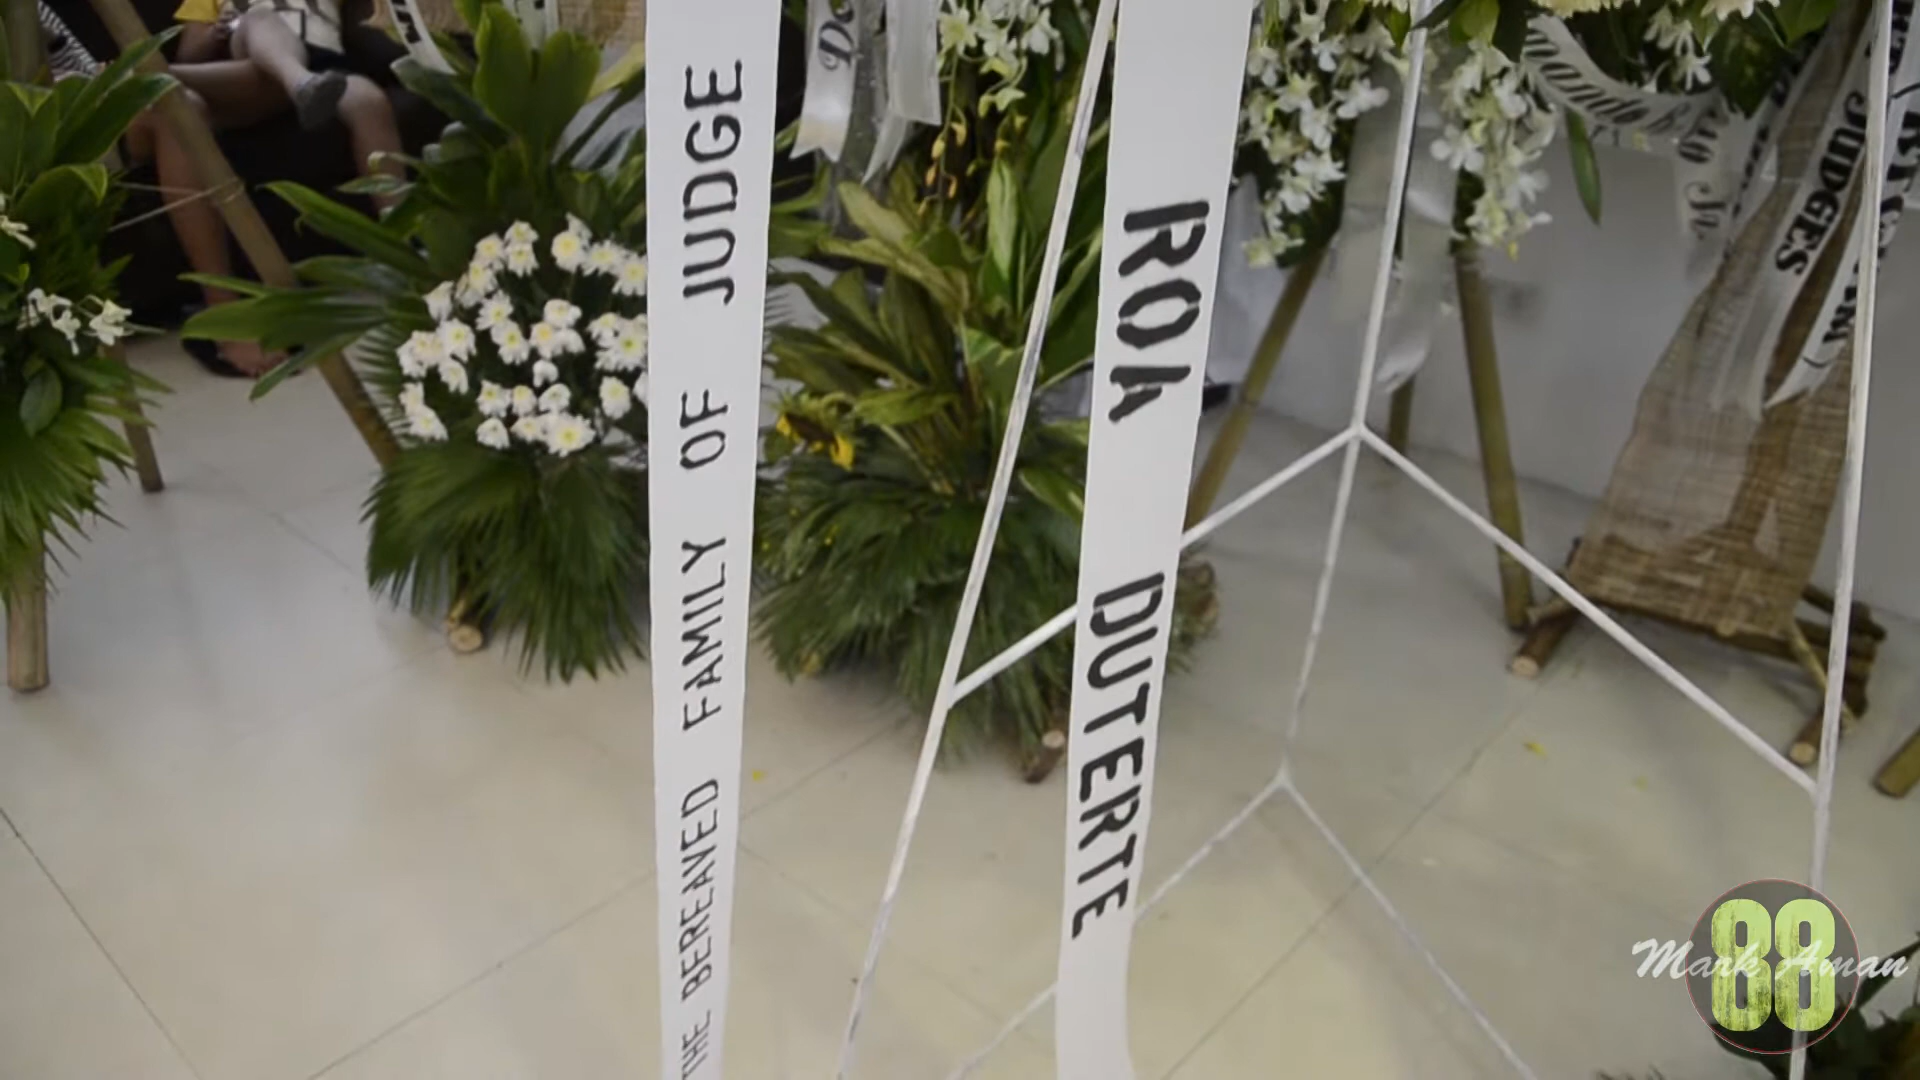 THE BEREAVED FAMILY OF JUDGE
ROA DUTERTE
JUDGES
Mark Aman
88